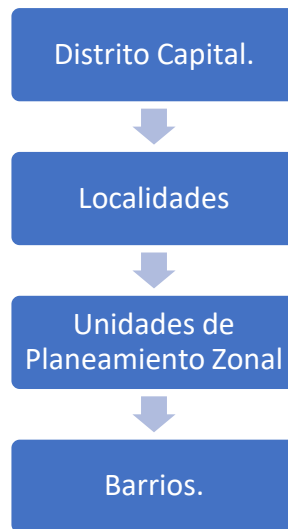 Distrito Capital.
Localidades
Unidades de
Planeamiento Zonal
Barrios.